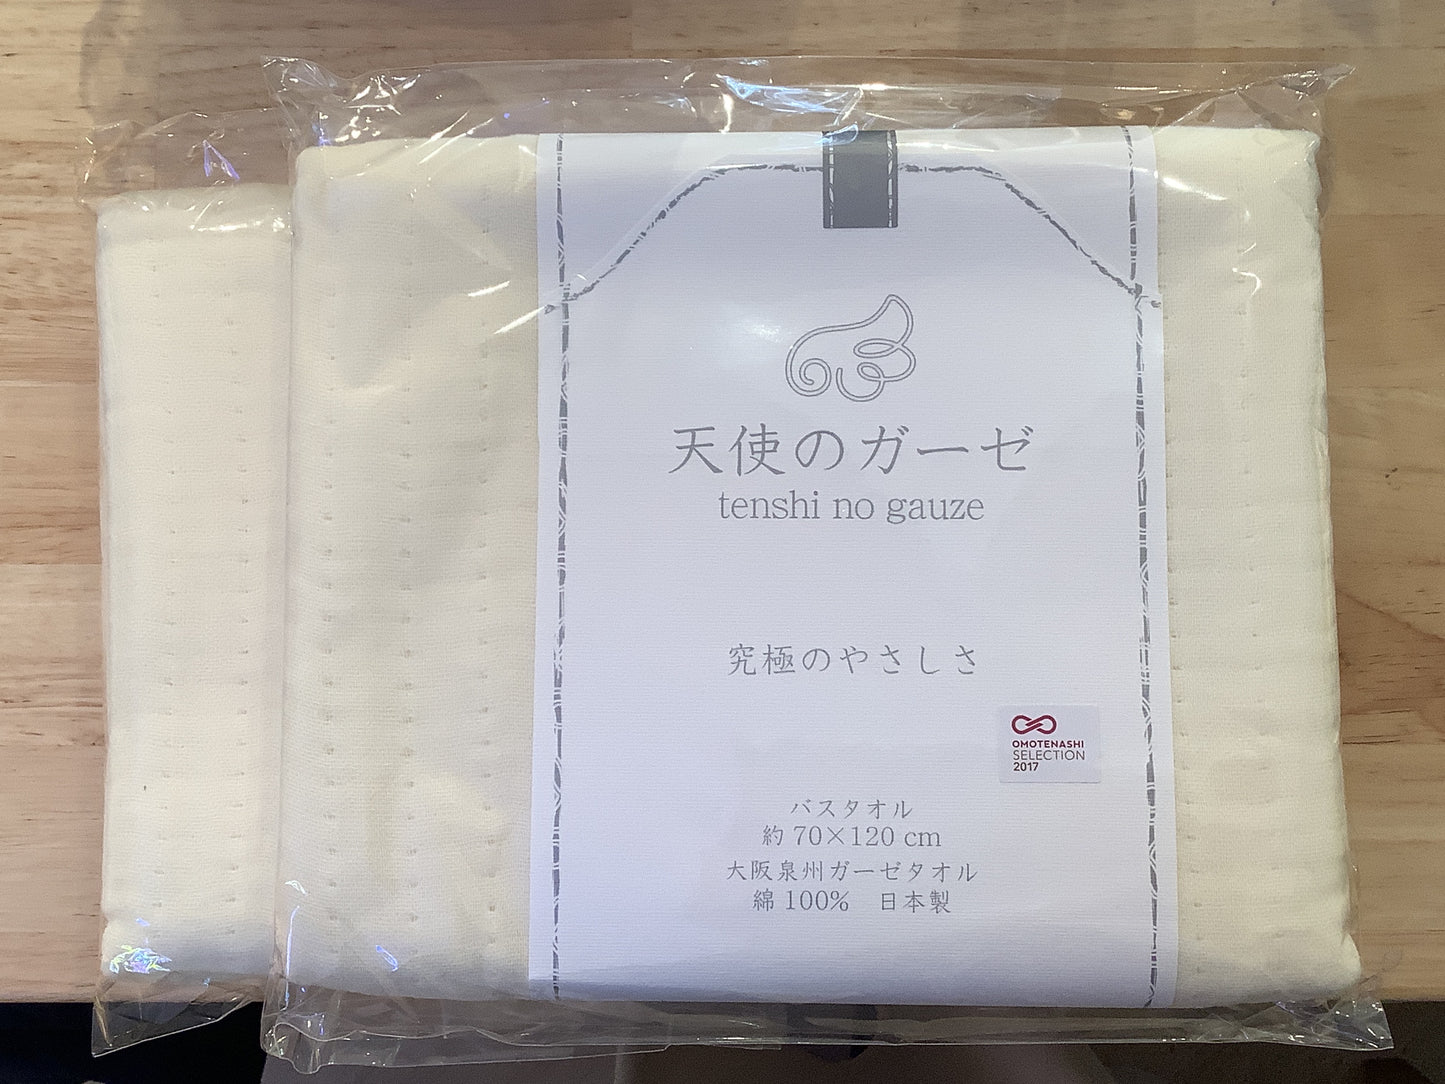 天使のガーゼ
tenshi no gauze
究極のやさしさ
OMOTENASHI
SELECTION
2017
バスタオル
約 70×120 cm
大阪泉州ガーゼタオル
綿 100% 日本製